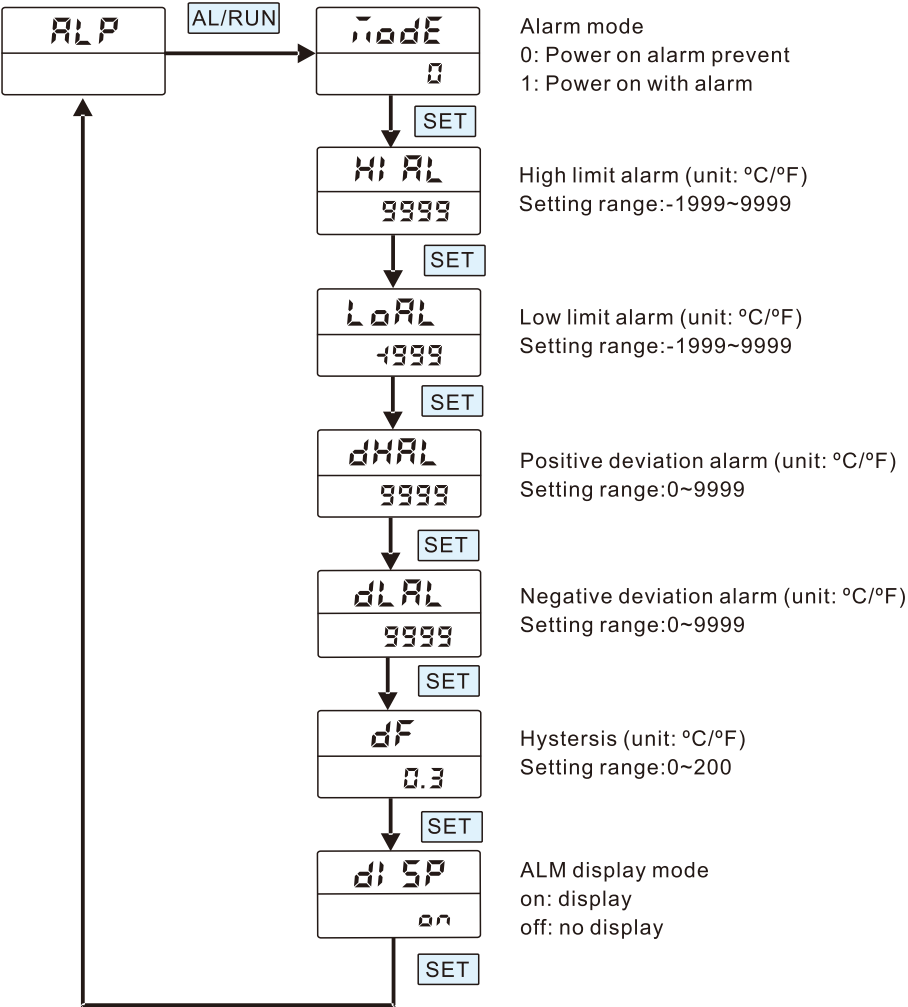 ALP
AL/RUN
ModE
0
Alarm mode
0: Power on alarm prevent
1: Power on with alarm
SET
HI AL
9999
High limit alarm (unit: ºC/ºF)
Setting range:-1999~9999
SET
LoAL
-1999
Low limit alarm (unit: ºC/ºF)
Setting range:-1999~9999
SET
dHAL
9999
Positive deviation alarm (unit: ºC/ºF)
Setting range:0~9999
SET
dLAL
9999
Negative deviation alarm (unit: ºC/ºF)
Setting range:0~9999
SET
dF
0.3
Hystersis (unit: ºC/ºF)
Setting range:0~200
SET
dI SP
on
ALM display mode
on: display
off: no display
SET